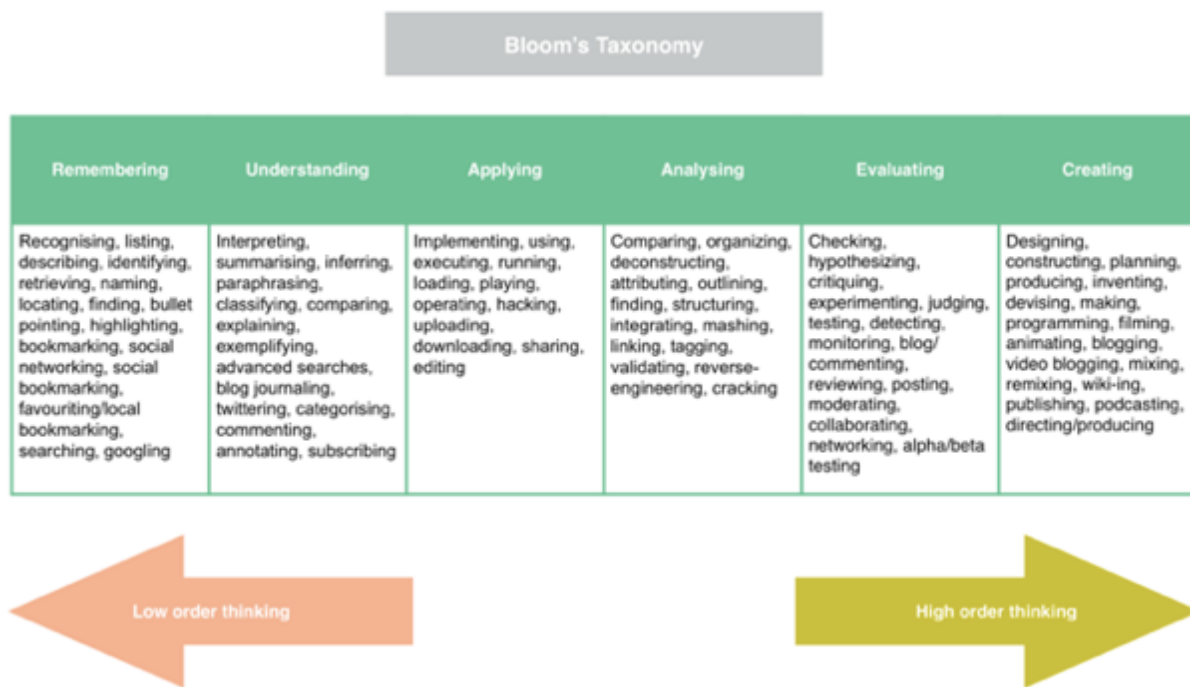 Bloom's Taxonomy
Remembering
Understanding
Applying
Analysing
Evaluating
Creating
Recognising, listing,
describing, identifying,
retrieving, naming,
locating, finding, bullet
pointing, highlighting,
bookmarking, social
networking, social
bookmarking,
favouriting/local
bookmarking,
searching, googling
Interpreting,
summarising, inferring,
paraphrasing,
classifying, comparing,
explaining,
exemplifying,
advanced searches,
blog journaling,
twittering, categorising,
commenting,
annotating, subscribing
Implementing, using,
executing, running,
loading, playing,
operating, hacking,
uploading,
downloading, sharing,
editing
Comparing, organizing,
deconstructing,
attributing, outlining,
finding, structuring,
integrating, mashing,
linking, tagging,
validating, reverse-
engineering, cracking
Checking,
hypothesizing,
critiquing,
experimenting, judging,
testing, detecting,
monitoring, blog/
commenting,
reviewing, posting,
moderating,
collaborating,
networking, alpha/beta
testing
Designing,
constructing, planning,
producing, inventing,
devising, making,
programming, filming,
animating, blogging,
video blogging, mixing,
remixing, wiki-ing,
publishing, podcasting,
directing/producing
Low order thinking
High order thinking